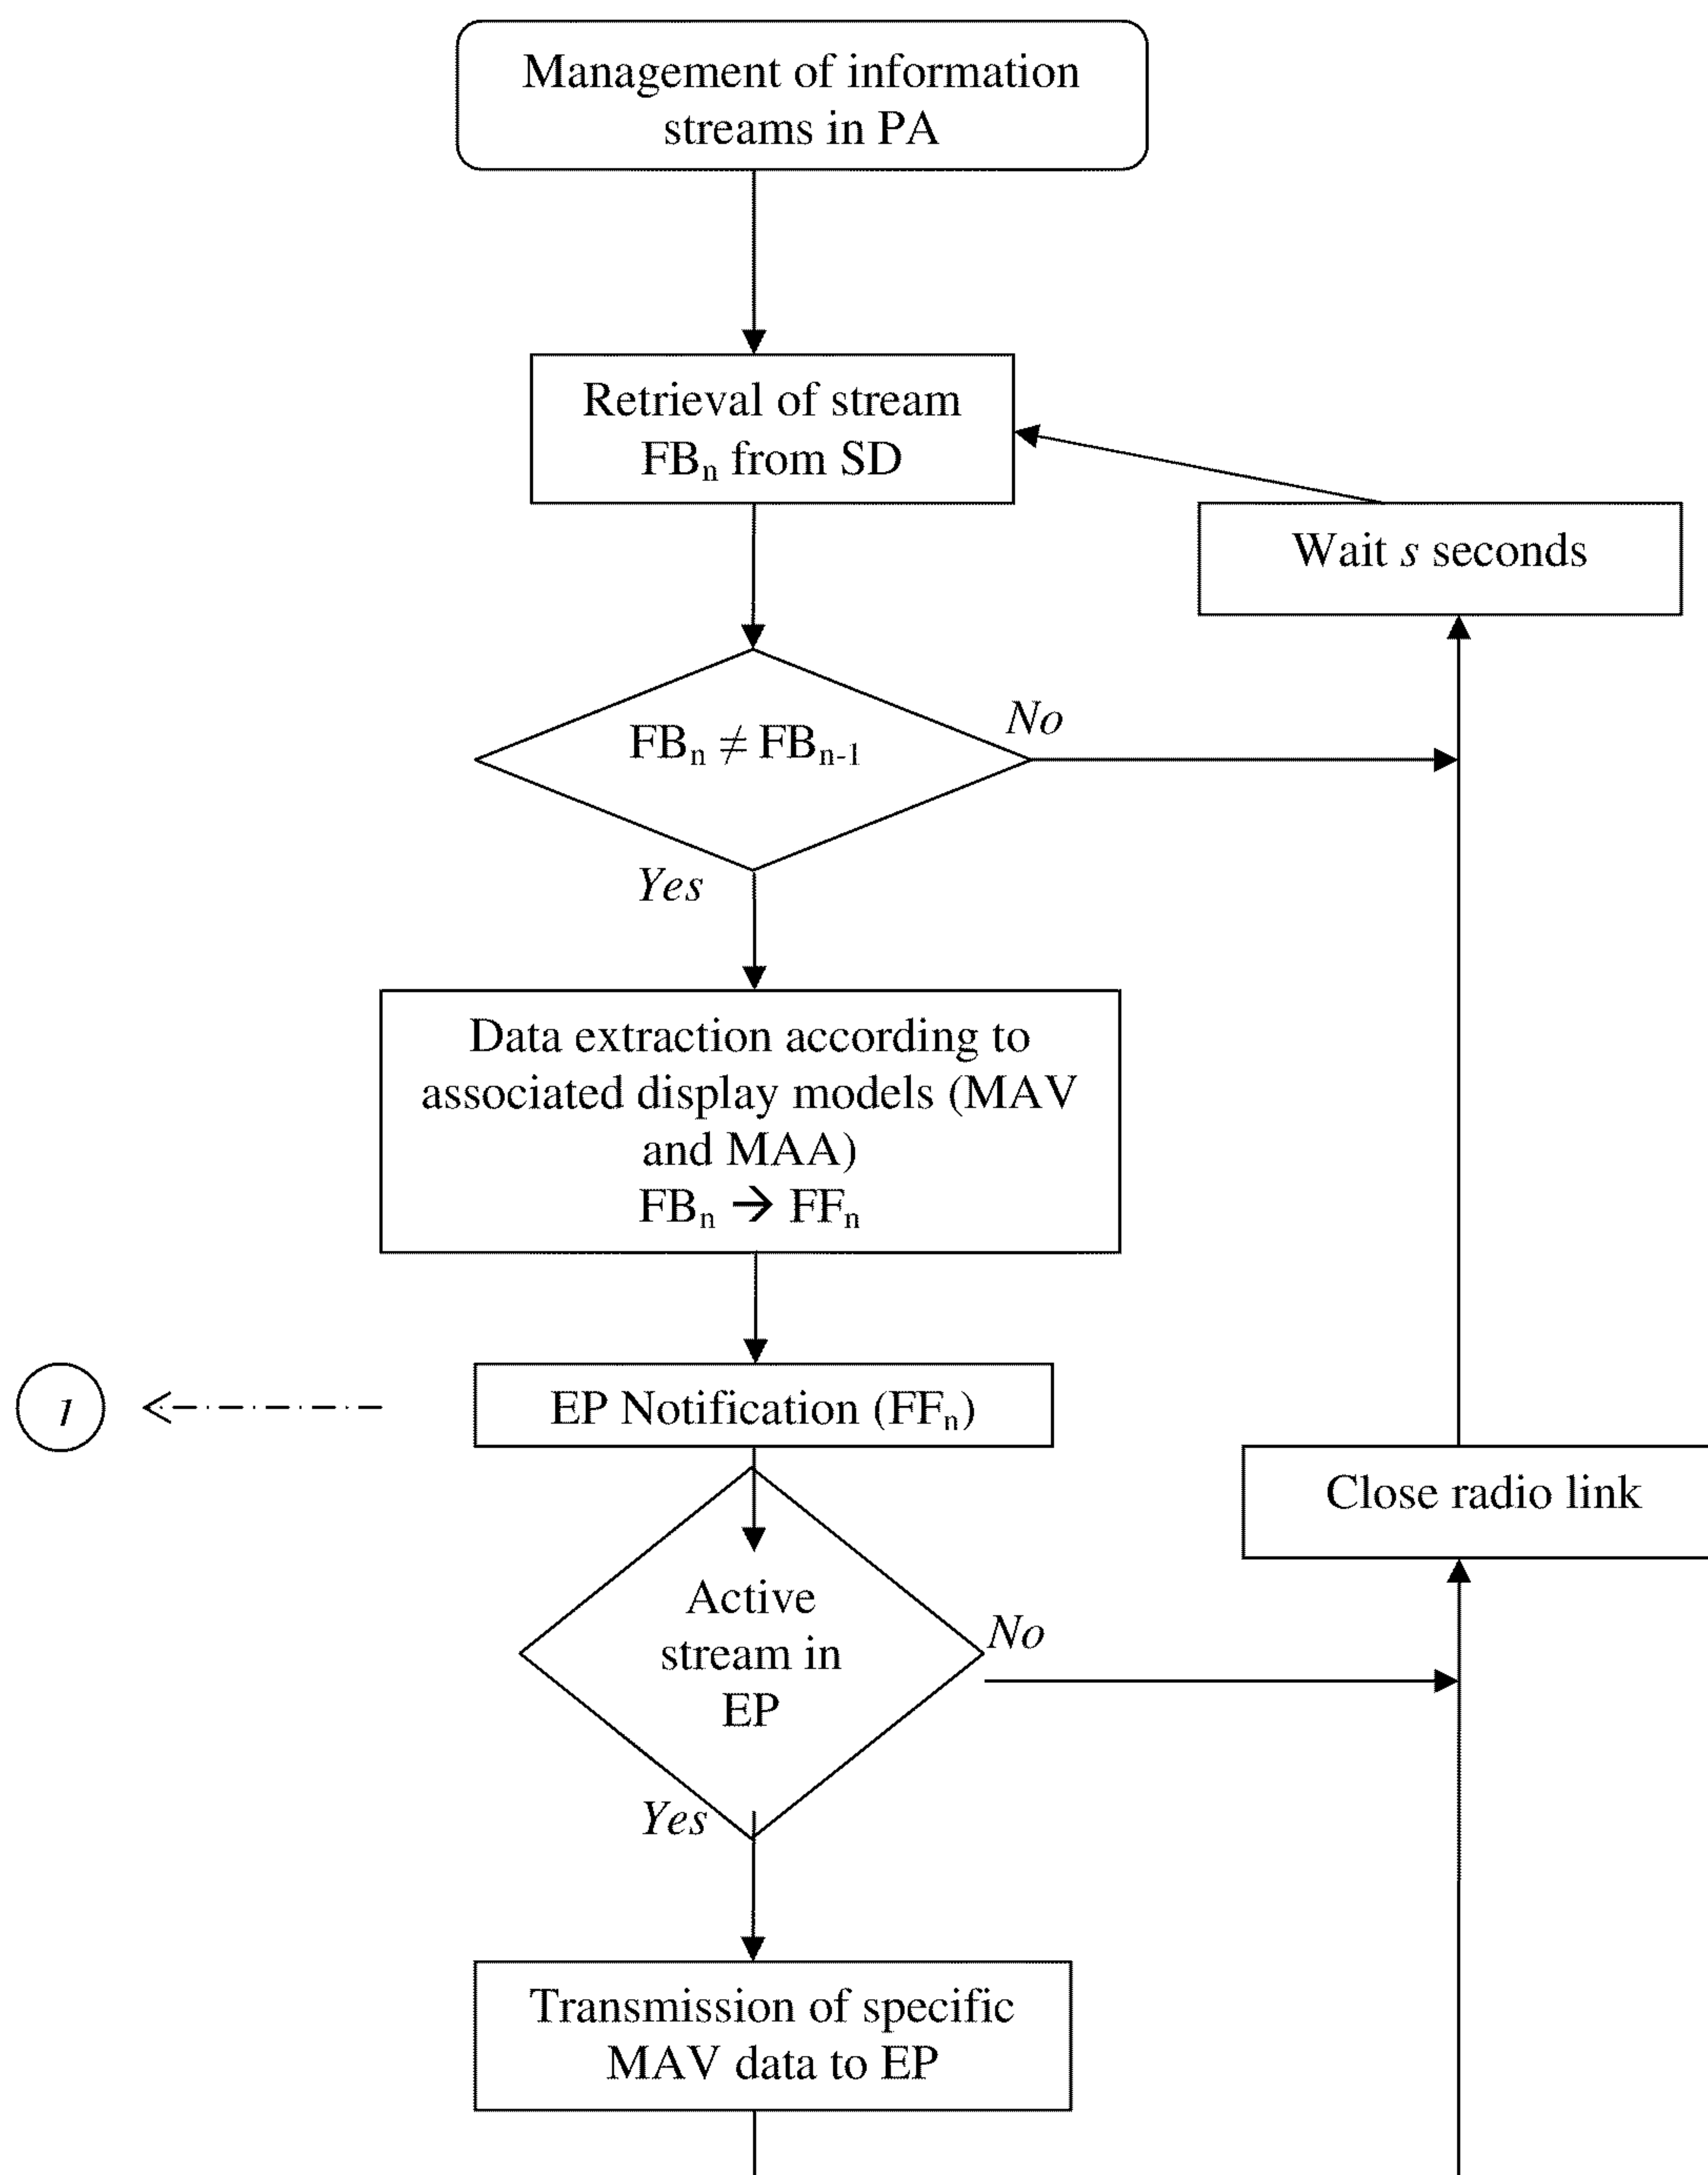 Management of information
streams in PA
Retrieval of stream
FBₙ from SD
Wait s seconds
FBₙ ≠ FBₙ₋₁
No
Yes
Data extraction according to
associated display models (MAV
and MAA)
FBₙ → FFₙ
1
EP Notification (FFₙ)
Close radio link
Active
stream in
EP
No
Yes
Transmission of specific
MAV data to EP